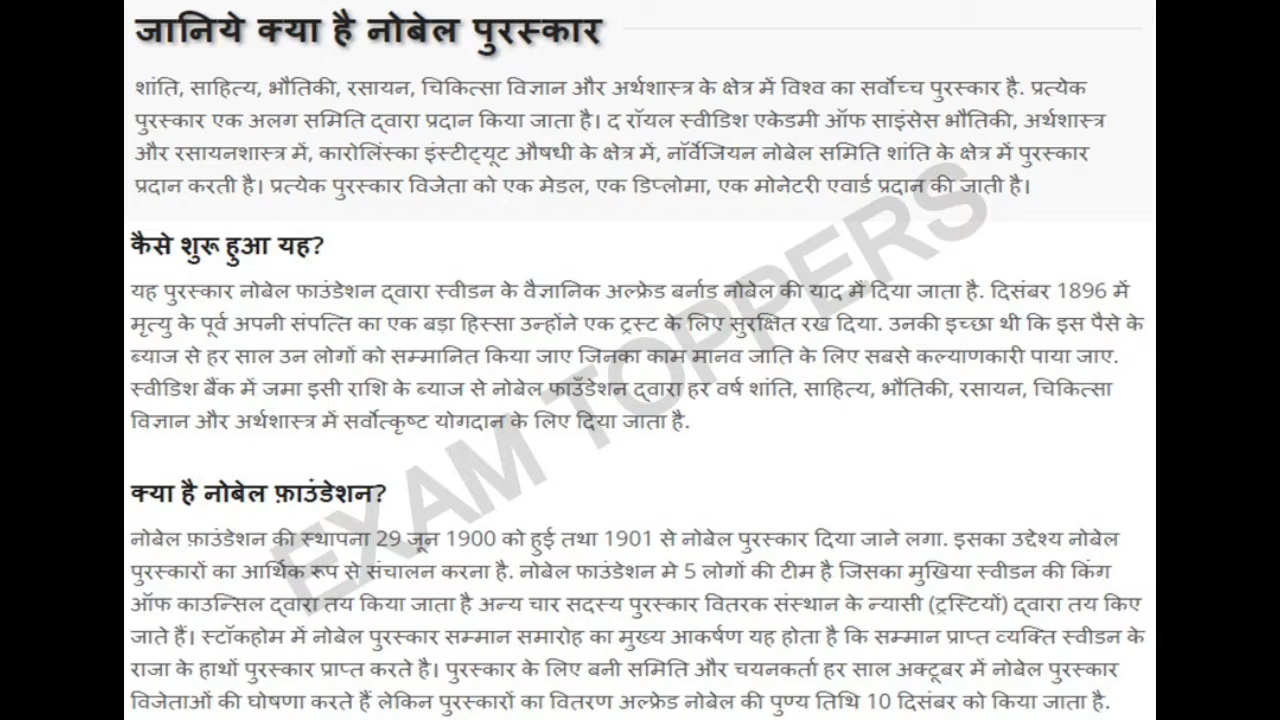 जानिये क्या है नोबेल पुरस्कार
शांति, साहित्य, भौतिकी, रसायन, चिकित्सा विज्ञान और अर्थशास्त्र के क्षेत्र में विश्व का सर्वोच्च पुरस्कार है. प्रत्येक
पुरस्कार एक अलग समिति द्वारा प्रदान किया जाता है। द रॉयल स्वीडिश एकेडमी ऑफ साइंसेस भौतिकी, अर्थशास्त्र
और रसायनशास्त्र में, कारोलिंस्का इंस्टीट्यूट औषधी के क्षेत्र में, नॉर्वेजियन नोबेल समिति शांति के क्षेत्र में पुरस्कार
प्रदान करती है। प्रत्येक पुरस्कार विजेता को एक मेडल, एक डिप्लोमा, एक मोनेटरी एवार्ड प्रदान की जाती है।
कैसे शुरू हुआ यह?
यह पुरस्कार नोबेल फाउंडेशन द्वारा स्वीडन के वैज्ञानिक अल्फ्रेड बर्नाड नोबेल की याद में दिया जाता है. दिसंबर 1896 में
मृत्यु के पूर्व अपनी संपत्ति का एक बड़ा हिस्सा उन्होंने एक ट्रस्ट के लिए सुरक्षित रख दिया. उनकी इच्छा थी कि इस पैसे के
ब्याज से हर साल उन लोगों को सम्मानित किया जाए जिनका काम मानव जाति के लिए सबसे कल्याणकारी पाया जाए.
स्वीडिश बैंक में जमा इसी राशि के ब्याज से नोबेल फाउँडेशन द्वारा हर वर्ष शांति, साहित्य, भौतिकी, रसायन, चिकित्सा
विज्ञान और अर्थशास्त्र में सर्वोत्कृष्ट योगदान के लिए दिया जाता है.
क्या है नोबेल फ़ाउंडेशन?
नोबेल फ़ाउंडेशन की स्थापना 29 जून 1900 को हुई तथा 1901 से नोबेल पुरस्कार दिया जाने लगा. इसका उद्देश्य नोबेल
पुरस्कारों का आर्थिक रूप से संचालन करना है. नोबेल फाउंडेशन मे 5 लोगों की टीम है जिसका मुखिया स्वीडन की किंग
ऑफ काउन्सिल द्वारा तय किया जाता है अन्य चार सदस्य पुरस्कार वितरक संस्थान के न्यासी (ट्रस्टियों) द्वारा तय किए
जाते हैं। स्टॉकहोम में नोबेल पुरस्कार सम्मान समारोह का मुख्य आकर्षण यह होता है कि सम्मान प्राप्त व्यक्ति स्वीडन के
राजा के हाथों पुरस्कार प्राप्त करते है। पुरस्कार के लिए बनी समिति और चयनकर्ता हर साल अक्टूबर में नोबेल पुरस्कार
विजेताओं की घोषणा करते हैं लेकिन पुरस्कारों का वितरण अल्फ्रेड नोबेल की पुण्य तिथि 10 दिसंबर को किया जाता है.
EXAM TOPPERS